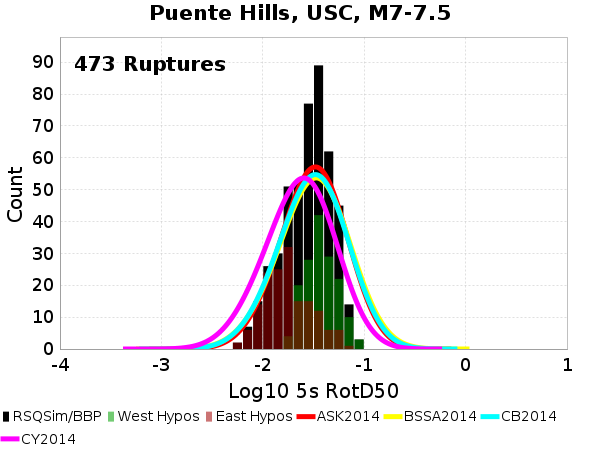 Puente Hills, USC, M7-7.5
473 Ruptures
Count
90
80
70
60
50
40
30
20
10
0
-4 -3 -2 -1 0 1
Log10 5s RotD50
RSQSim/BBP West Hypos East Hypos ASK2014 BSSA2014 CB2014
CY2014